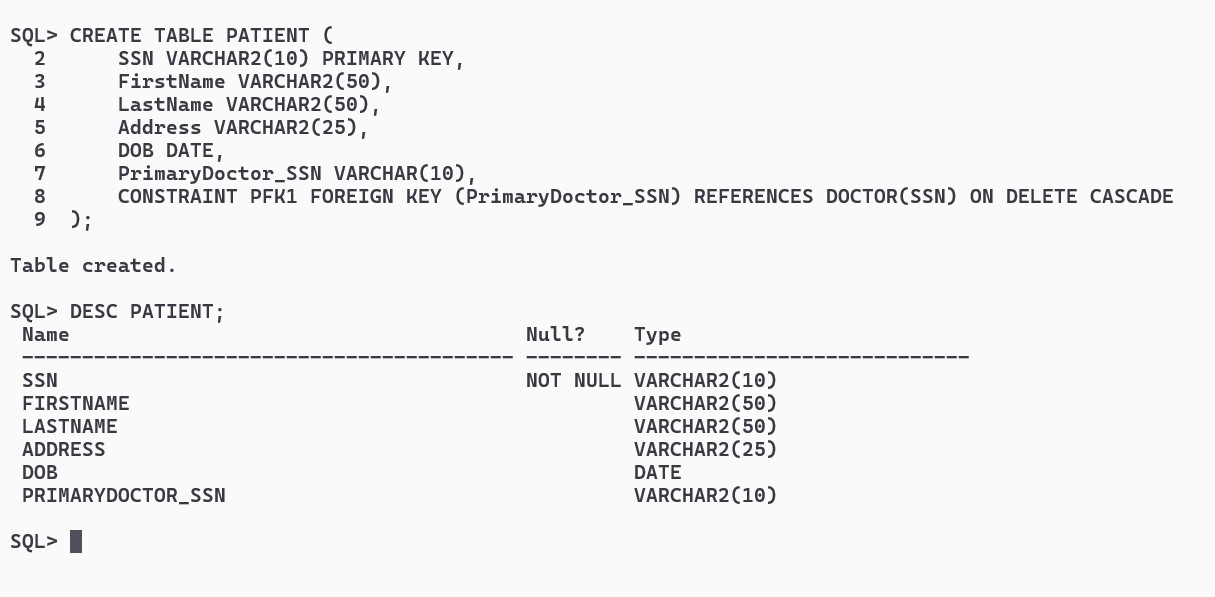 SQL> CREATE TABLE PATIENT (
  2      SSN VARCHAR2(10) PRIMARY KEY,
  3      FirstName VARCHAR2(50),
  4      LastName VARCHAR2(50),
  5      Address VARCHAR2(25),
  6      DOB DATE,
  7      PrimaryDoctor_SSN VARCHAR(10),
  8      CONSTRAINT PFK1 FOREIGN KEY (PrimaryDoctor_SSN) REFERENCES DOCTOR(SSN) ON DELETE CASCADE
  9  );
Table created.
SQL> DESC PATIENT;
 Name                                      Null?    Type
 ----------------------------------------- -------- ----------------------------
 SSN                                       NOT NULL VARCHAR2(10)
 FIRSTNAME                                          VARCHAR2(50)
 LASTNAME                                           VARCHAR2(50)
 ADDRESS                                            VARCHAR2(25)
 DOB                                                DATE
 PRIMARYDOCTOR_SSN                                  VARCHAR2(10)
SQL>